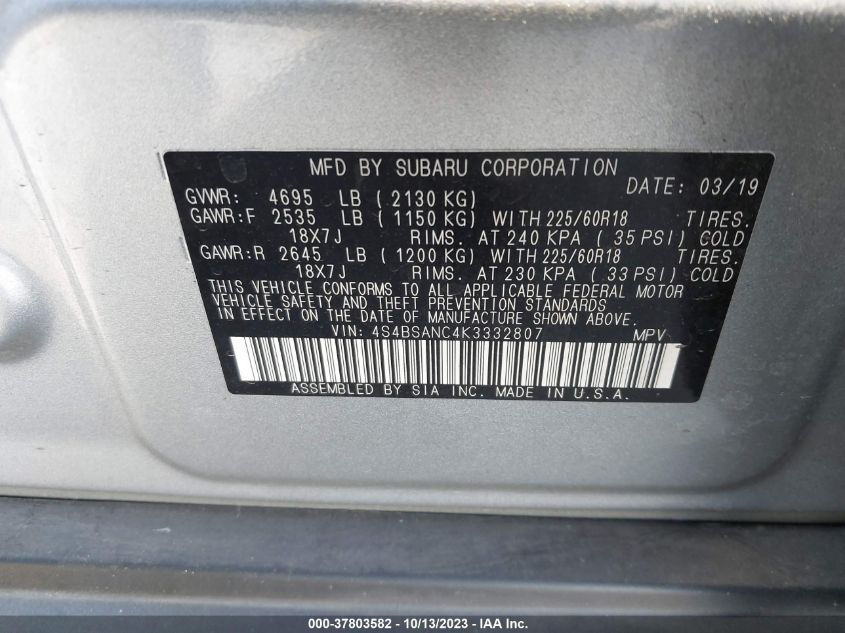 MFD BY SUBARU CORPORATION
DATE: 03/19
GVWR: 4695 LB ( 2130 KG)
GAWR:F 2535 LB ( 1150 KG) WITH 225/60R18 TIRES.
18X7J RIMS. AT 240 KPA ( 35 PSI) COLD
GAWR:R 2645 LB ( 1200 KG) WITH 225/60R18 TIRES.
18X7J RIMS. AT 230 KPA ( 33 PSI) COLD
THIS VEHICLE CONFORMS TO ALL APPLICABLE FEDERAL MOTOR
VEHICLE SAFETY AND THEFT PREVENTION STANDARDS
IN EFFECT ON THE DATE OF MANUFACTURE SHOWN ABOVE.
VIN: 4S4BSANC4K3332807 MPV
ASSEMBLED BY SIA INC. MADE IN U.S.A.
000-37803582 - 10/13/2023 - IAA Inc.